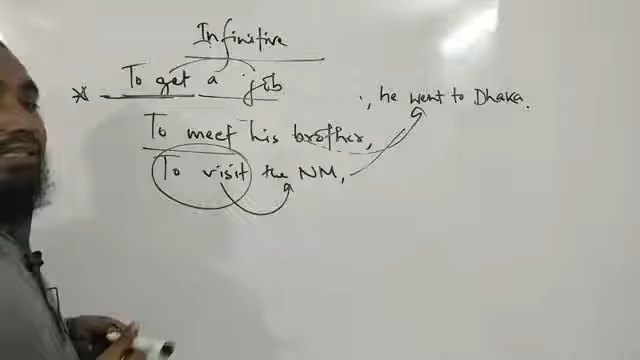 Infinitive
* To get a job , he went to Dhaka.
To meet his brother,
To visit the NM,